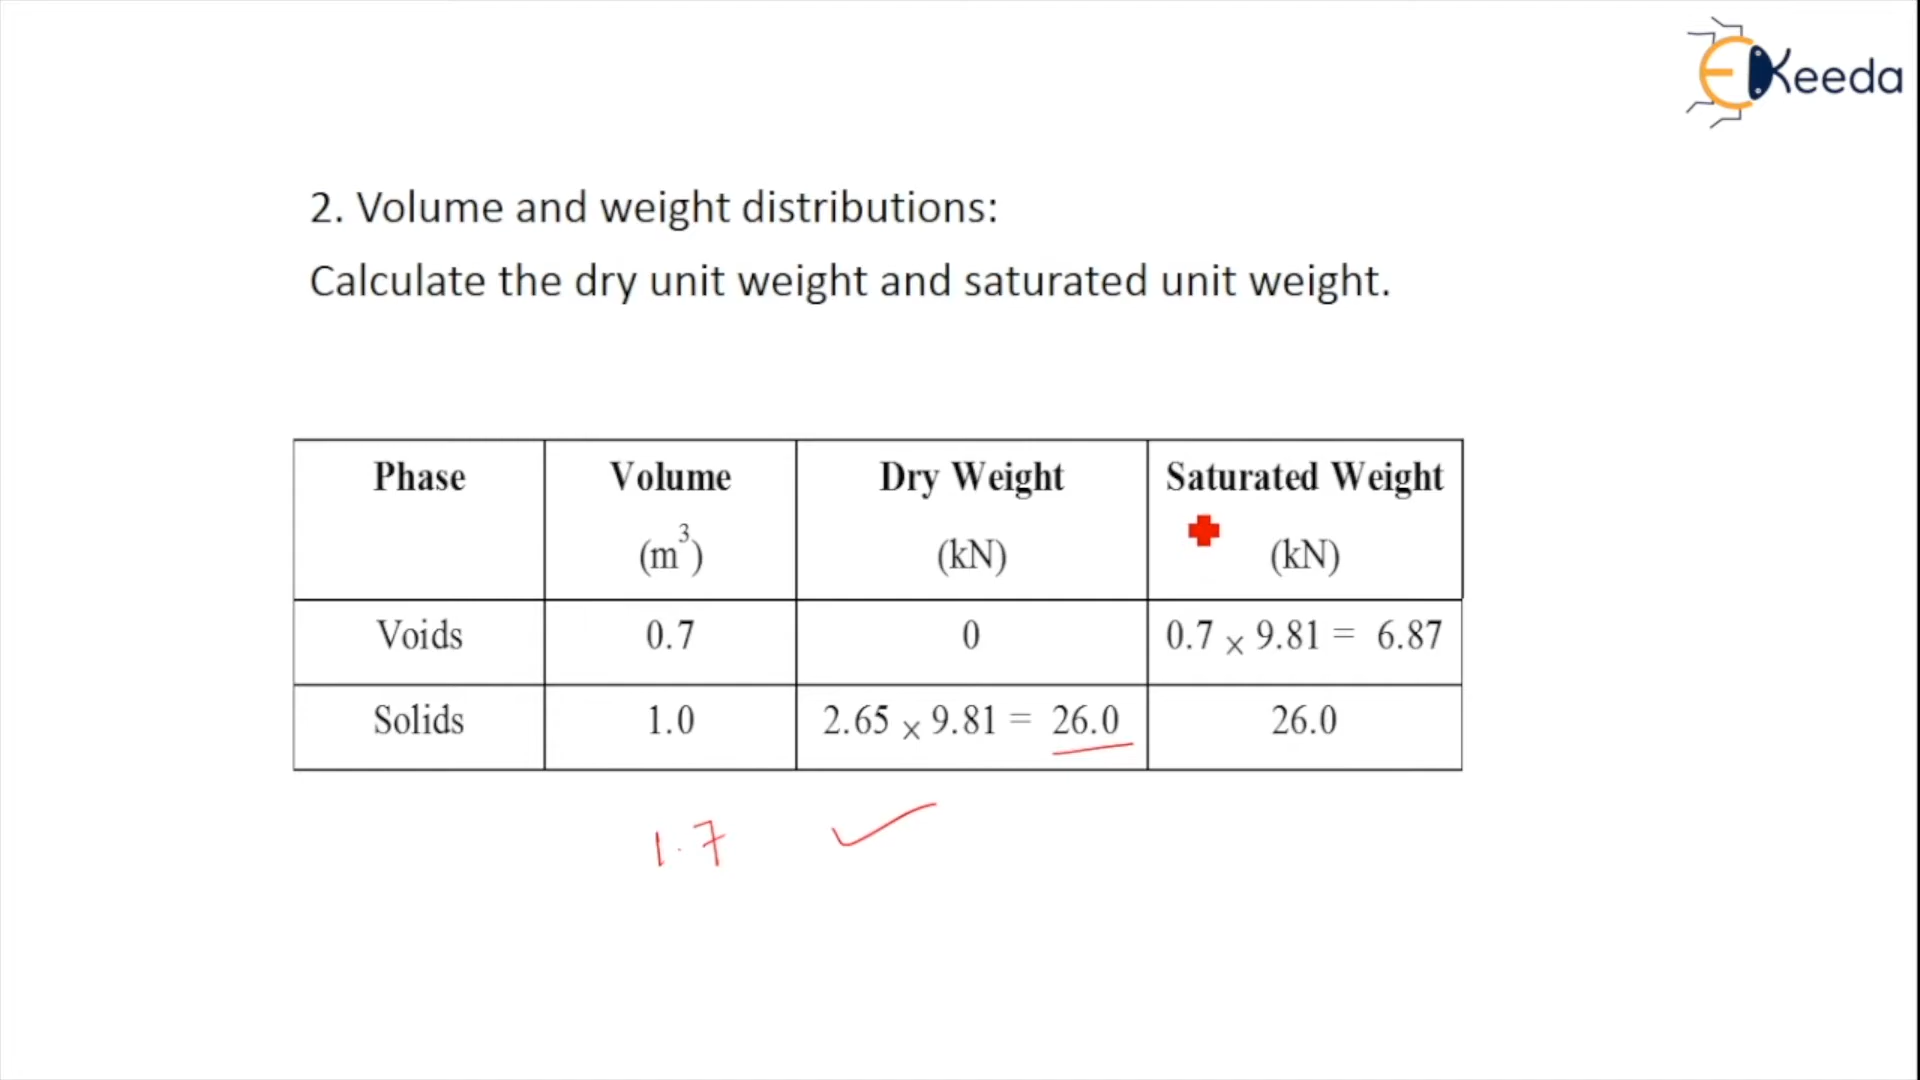 EKeeda
2. Volume and weight distributions:
Calculate the dry unit weight and saturated unit weight.
Phase Volume Dry Weight Saturated Weight
(m³) (kN) (kN)
Voids 0.7 0 0.7 × 9.81 = 6.87
Solids 1.0 2.65 × 9.81 = 26.0 26.0
1.7